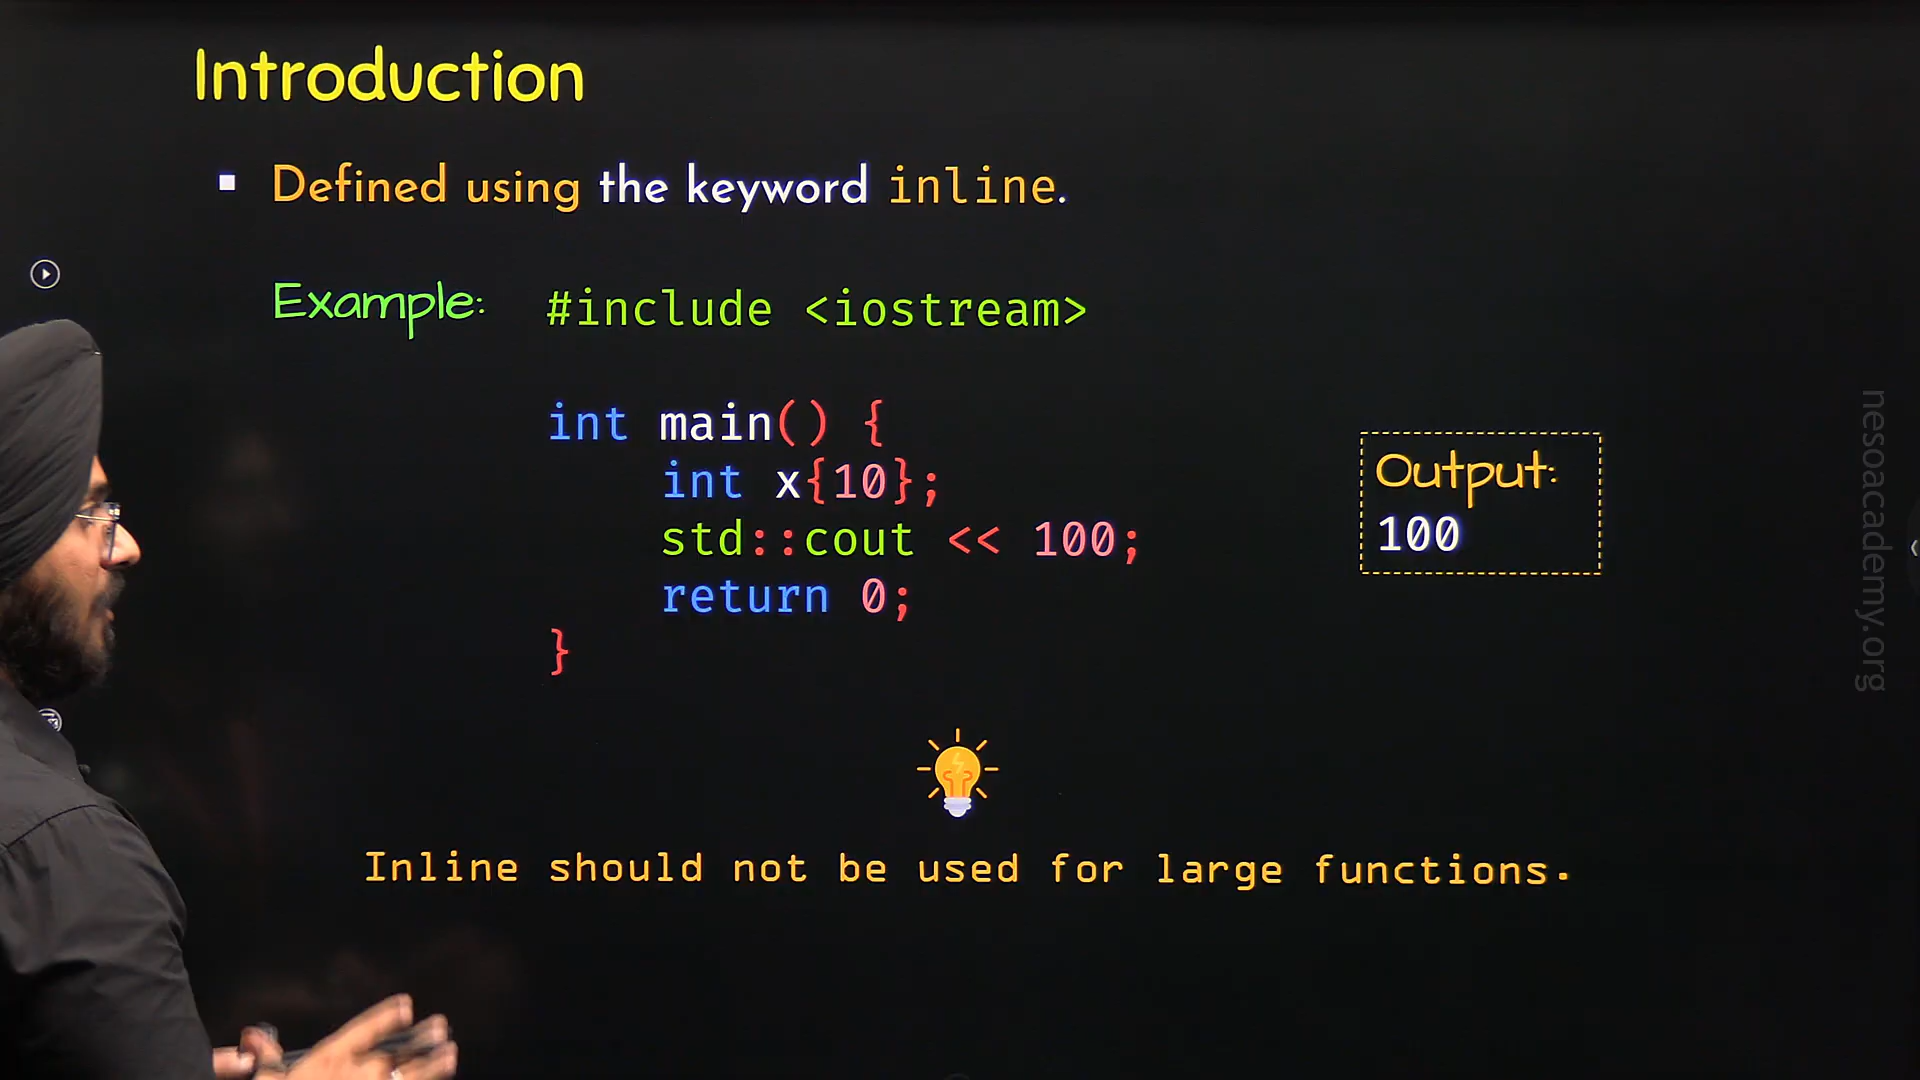 Introduction
▪ Defined using the keyword inline.
Example: #include <iostream>
int main() {
    int x{10};
    std::cout << 100;
    return 0;
}
Output:
100
Inline should not be used for large functions.
nesoacademy.org